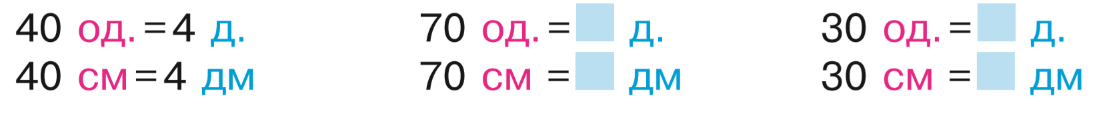 40 од. = 4 д. 70 од. = д. 30 од. = д.
40 см = 4 дм 70 см = дм 30 см = дм